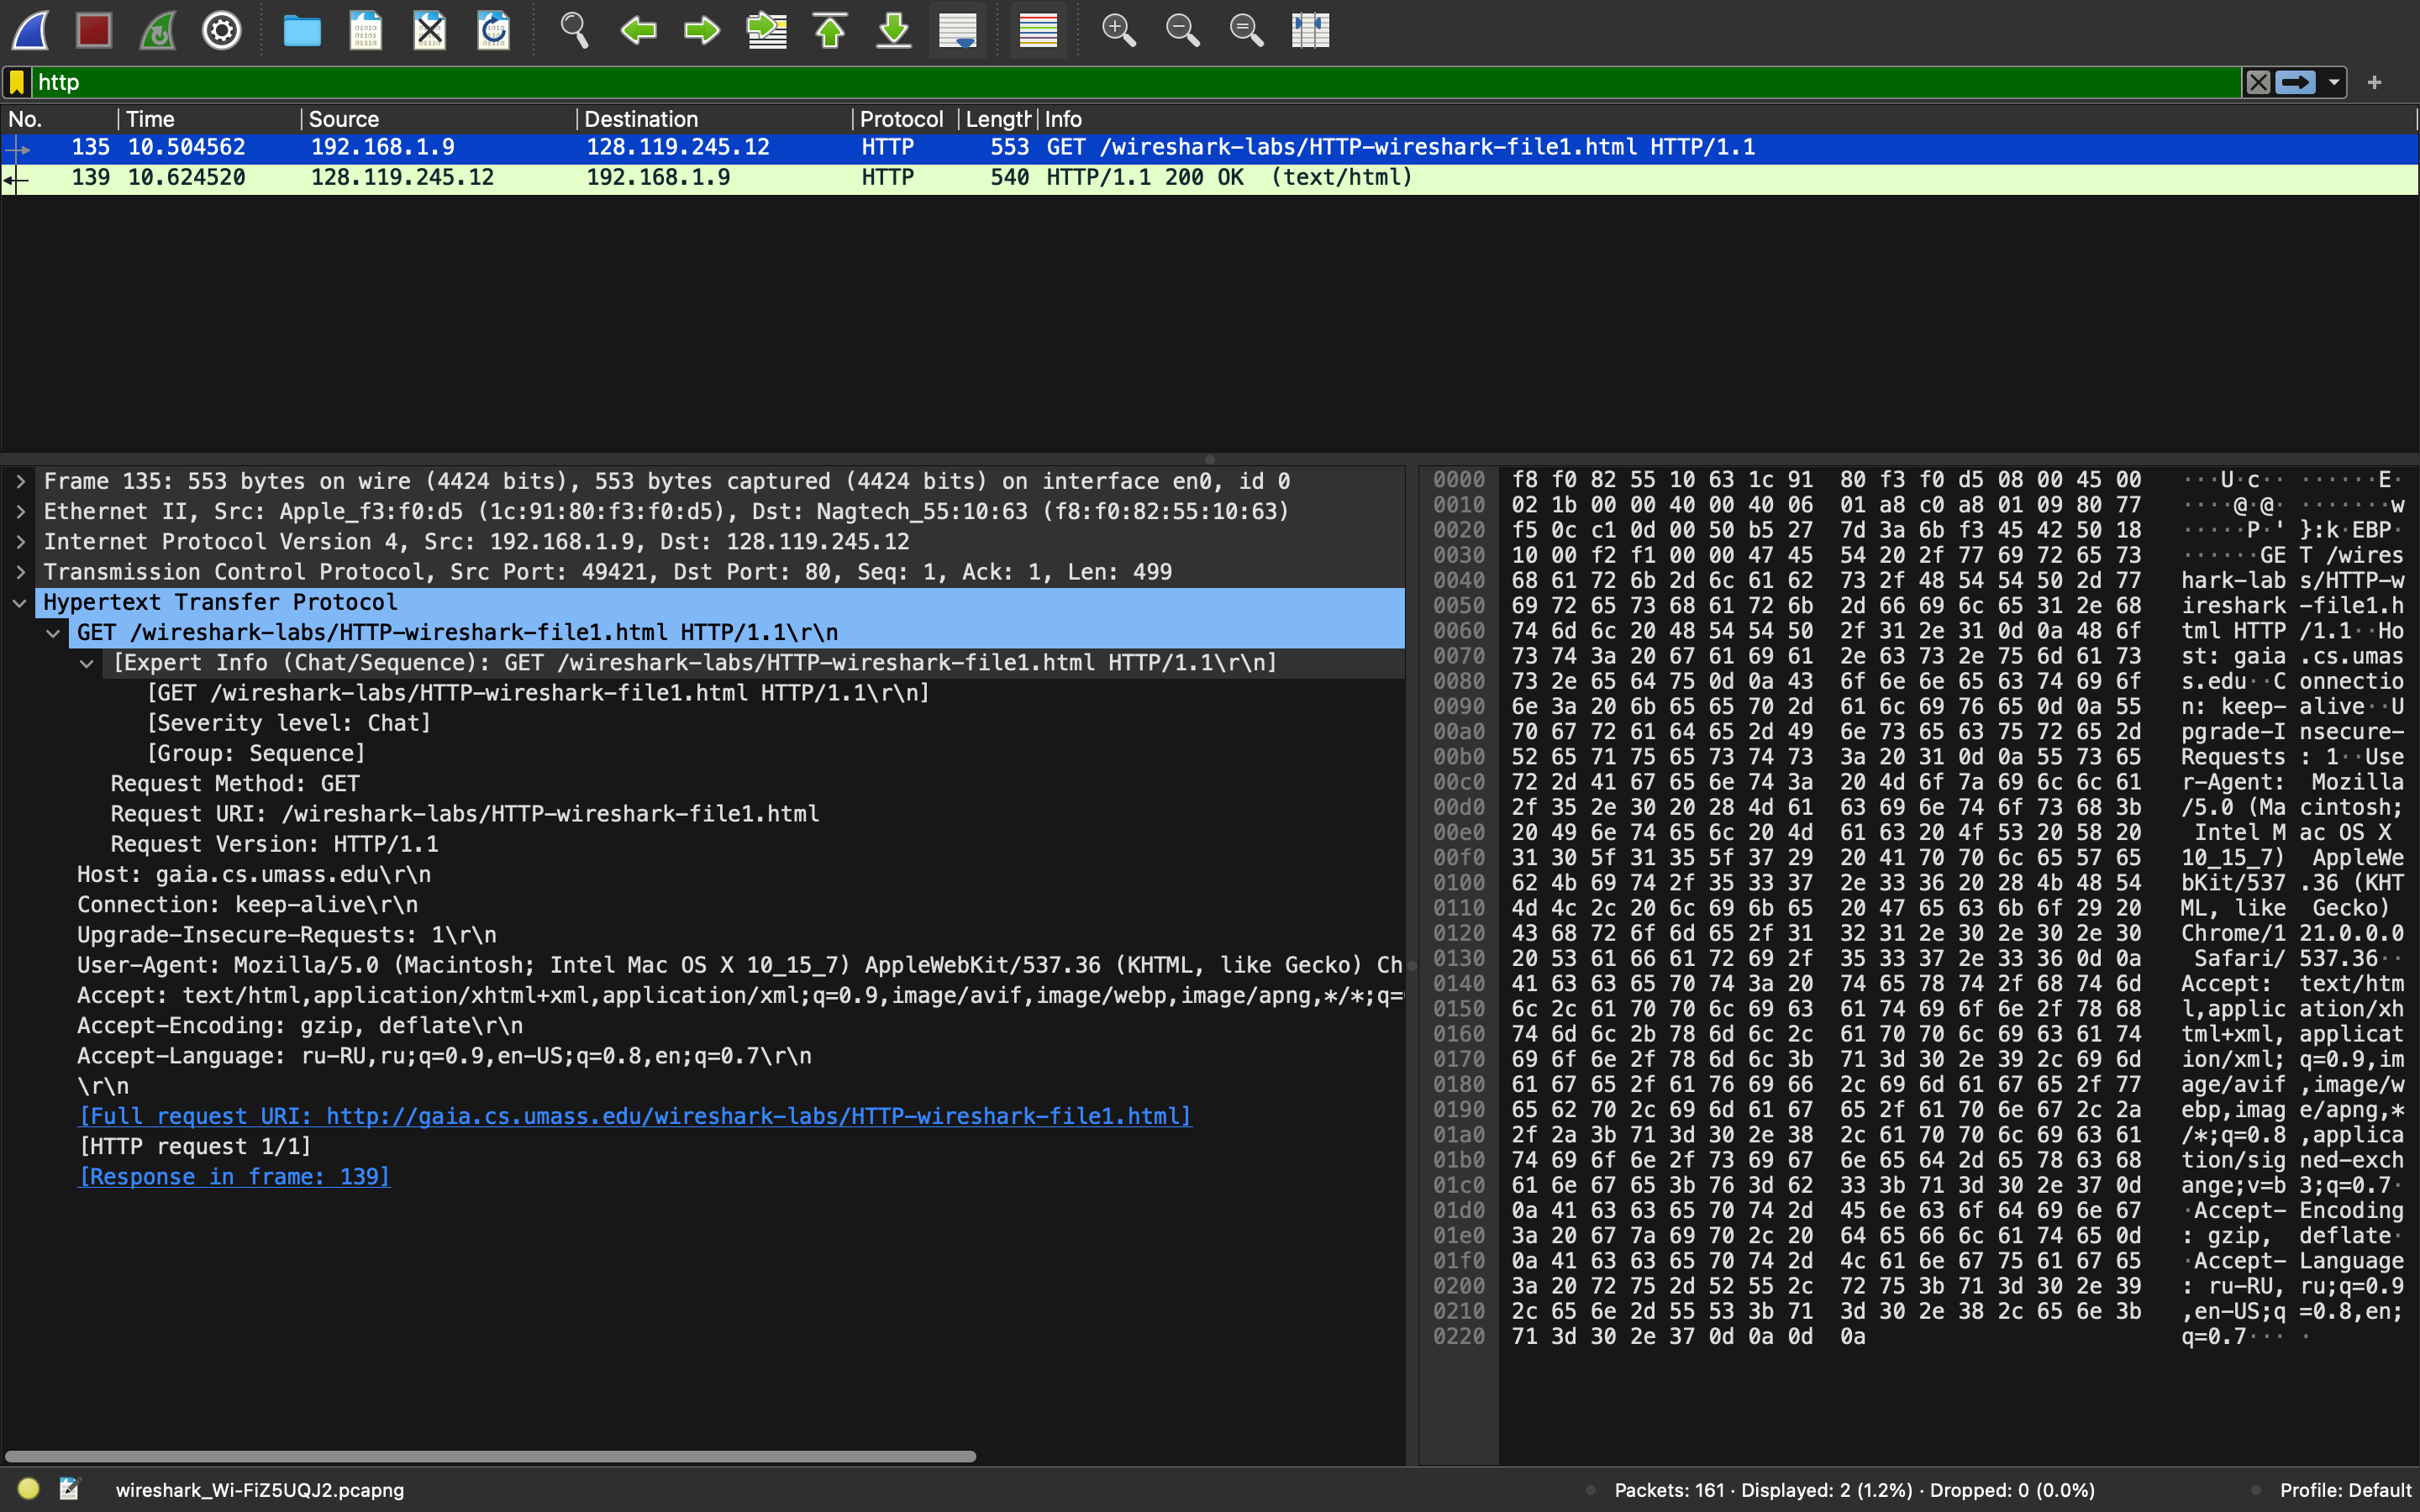 http
No. Time Source Destination Protocol Length Info
135 10.504562 192.168.1.9 128.119.245.12 HTTP 553 GET /wireshark-labs/HTTP-wireshark-file1.html HTTP/1.1
139 10.624520 128.119.245.12 192.168.1.9 HTTP 540 HTTP/1.1 200 OK (text/html)
Frame 135: 553 bytes on wire (4424 bits), 553 bytes captured (4424 bits) on interface en0, id 0
Ethernet II, Src: Apple_f3:f0:d5 (1c:91:80:f3:f0:d5), Dst: Nagtech_55:10:63 (f8:f0:82:55:10:63)
Internet Protocol Version 4, Src: 192.168.1.9, Dst: 128.119.245.12
Transmission Control Protocol, Src Port: 49421, Dst Port: 80, Seq: 1, Ack: 1, Len: 499
Hypertext Transfer Protocol
GET /wireshark-labs/HTTP-wireshark-file1.html HTTP/1.1\r\n
[Expert Info (Chat/Sequence): GET /wireshark-labs/HTTP-wireshark-file1.html HTTP/1.1\r\n]
[GET /wireshark-labs/HTTP-wireshark-file1.html HTTP/1.1\r\n]
[Severity level: Chat]
[Group: Sequence]
Request Method: GET
Request URI: /wireshark-labs/HTTP-wireshark-file1.html
Request Version: HTTP/1.1
Host: gaia.cs.umass.edu\r\n
Connection: keep-alive\r\n
Upgrade-Insecure-Requests: 1\r\n
User-Agent: Mozilla/5.0 (Macintosh; Intel Mac OS X 10_15_7) AppleWebKit/537.36 (KHTML, like Gecko) Ch
Accept: text/html,application/xhtml+xml,application/xml;q=0.9,image/avif,image/webp,image/apng,*/*;q=
Accept-Encoding: gzip, deflate\r\n
Accept-Language: ru-RU,ru;q=0.9,en-US;q=0.8,en;q=0.7\r\n
\r\n
[Full request URI: http://gaia.cs.umass.edu/wireshark-labs/HTTP-wireshark-file1.html]
[HTTP request 1/1]
[Response in frame: 139]
0000 f8 f0 82 55 10 63 1c 91 80 f3 f0 d5 08 00 45 00 ···U·c·· ······E·
0010 02 1b 00 00 40 00 40 06 01 a8 c0 a8 01 09 80 77 ····@·@· ·······w
0020 f5 0c c1 0d 00 50 b5 27 7d 3a 6b f3 45 42 50 18 ·····P·' }:k·EBP·
0030 10 00 f2 f1 00 00 47 45 54 20 2f 77 69 72 65 73 ······GE T /wires
0040 68 61 72 6b 2d 6c 61 62 73 2f 48 54 54 50 2d 77 hark-lab s/HTTP-w
0050 69 72 65 73 68 61 72 6b 2d 66 69 6c 65 31 2e 68 ireshark -file1.h
0060 74 6d 6c 20 48 54 54 50 2f 31 2e 31 0d 0a 48 6f tml HTTP /1.1··Ho
0070 73 74 3a 20 67 61 69 61 2e 63 73 2e 75 6d 61 73 st: gaia .cs.umas
0080 73 2e 65 64 75 0d 0a 43 6f 6e 6e 65 63 74 69 6f s.edu··C onnectio
0090 6e 3a 20 6b 65 65 70 2d 61 6c 69 76 65 0d 0a 55 n: keep- alive··U
00a0 70 67 72 61 64 65 2d 49 6e 73 65 63 75 72 65 2d pgrade-I nsecure-
00b0 52 65 71 75 65 73 74 73 3a 20 31 0d 0a 55 73 65 Requests : 1··Use
00c0 72 2d 41 67 65 6e 74 3a 20 4d 6f 7a 69 6c 6c 61 r-Agent: Mozilla
00d0 2f 35 2e 30 20 28 4d 61 63 69 6e 74 6f 73 68 3b /5.0 (Ma cintosh;
00e0 20 49 6e 74 65 6c 20 4d 61 63 20 4f 53 20 58 20 Intel M ac OS X
00f0 31 30 5f 31 35 5f 37 29 20 41 70 70 6c 65 57 65 10_15_7) AppleWe
0100 62 4b 69 74 2f 35 33 37 2e 33 36 20 28 4b 48 54 bKit/537 .36 (KHT
0110 4d 4c 2c 20 6c 69 6b 65 20 47 65 63 6b 6f 29 20 ML, like Gecko)
0120 43 68 72 6f 6d 65 2f 31 32 31 2e 30 2e 30 2e 30 Chrome/1 21.0.0.0
0130 20 53 61 66 61 72 69 2f 35 33 37 2e 33 36 0d 0a Safari/ 537.36··
0140 41 63 63 65 70 74 3a 20 74 65 78 74 2f 68 74 6d Accept: text/htm
0150 6c 2c 61 70 70 6c 69 63 61 74 69 6f 6e 2f 78 68 l,applic ation/xh
0160 74 6d 6c 2b 78 6d 6c 2c 61 70 70 6c 69 63 61 74 tml+xml, applicat
0170 69 6f 6e 2f 78 6d 6c 3b 71 3d 30 2e 39 2c 69 6d ion/xml; q=0.9,im
0180 61 67 65 2f 61 76 69 66 2c 69 6d 61 67 65 2f 77 age/avif ,image/w
0190 65 62 70 2c 69 6d 61 67 65 2f 61 70 6e 67 2c 2a ebp,imag e/apng,*
01a0 2f 2a 3b 71 3d 30 2e 38 2c 61 70 70 6c 69 63 61 /*;q=0.8 ,applica
01b0 74 69 6f 6e 2f 73 69 67 6e 65 64 2d 65 78 63 68 tion/sig ned-exch
01c0 61 6e 67 65 3b 76 3d 62 33 3b 71 3d 30 2e 37 0d ange;v=b 3;q=0.7·
01d0 0a 41 63 63 65 70 74 2d 45 6e 63 6f 64 69 6e 67 ·Accept- Encoding
01e0 3a 20 67 7a 69 70 2c 20 64 65 66 6c 61 74 65 0d : gzip, deflate·
01f0 0a 41 63 63 65 70 74 2d 4c 61 6e 67 75 61 67 65 ·Accept- Language
0200 3a 20 72 75 2d 52 55 2c 72 75 3b 71 3d 30 2e 39 : ru-RU, ru;q=0.9
0210 2c 65 6e 2d 55 53 3b 71 3d 30 2e 38 2c 65 6e 3b ,en-US;q =0.8,en;
0220 71 3d 30 2e 37 0d 0a 0d 0a q=0.7··· ·
wireshark_Wi-FiZ5UQJ2.pcapng Packets: 161 · Displayed: 2 (1.2%) · Dropped: 0 (0.0%) Profile: Default